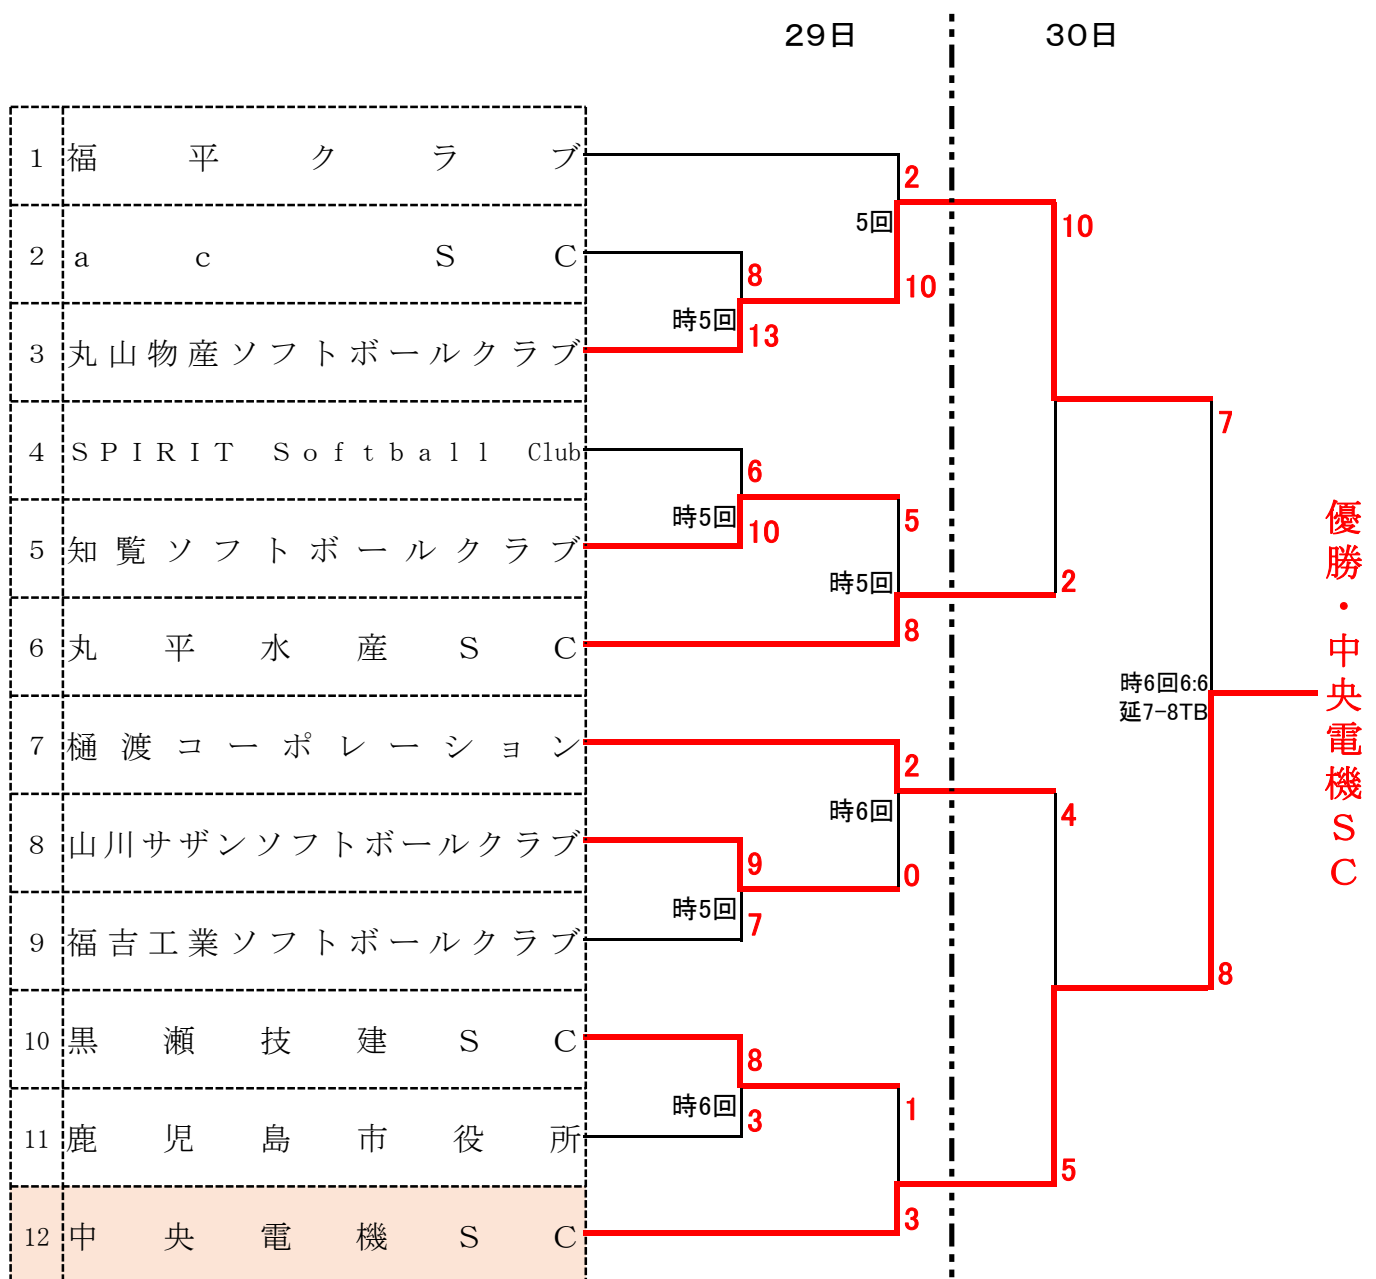 29日 30日
1 福平クラブ
2 ac SC
3 丸山物産ソフトボールクラブ
4 SPIRIT Softball Club
5 知覧ソフトボールクラブ
6 丸平水産SC
7 樋渡コーポレーション
8 山川サザンソフトボールクラブ
9 福吉工業ソフトボールクラブ
10 黒瀬技建SC
11 鹿児島市役所
12 中央電機SC
8
時5回
13
6
時5回
10
9
時5回
7
8
時6回
3
2
5回
10
5
時5回
8
2
時6回
0
1
3
10
2
4
5
7
時6回6:6
延7-8TB
8
優勝・中央電機SC